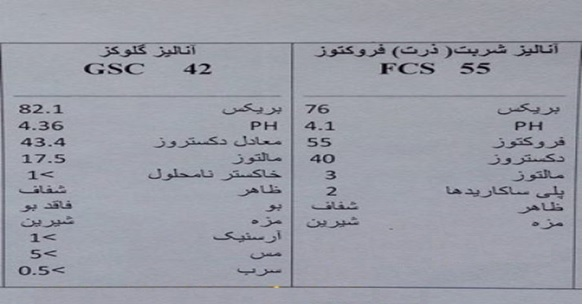 آنالیز شربت( ذرت) فروکتوز
FCS 55
بریکس 76
PH 4.1
فروکتوز 55
دکستروز 40
مالتوز 3
پلی ساکاریدها 2
ظاهر شفاف
مزه شیرین
آنالیز گلوکز
GSC 42
بریکس 82.1
PH 4.36
معادل دکستروز 43.4
مالتوز 17.5
خاکستر نامحلول 1>
ظاهر شفاف
بو فاقد بو
مزه شیرین
آرسنیک 1>
مس 5>
سرب 0.5>